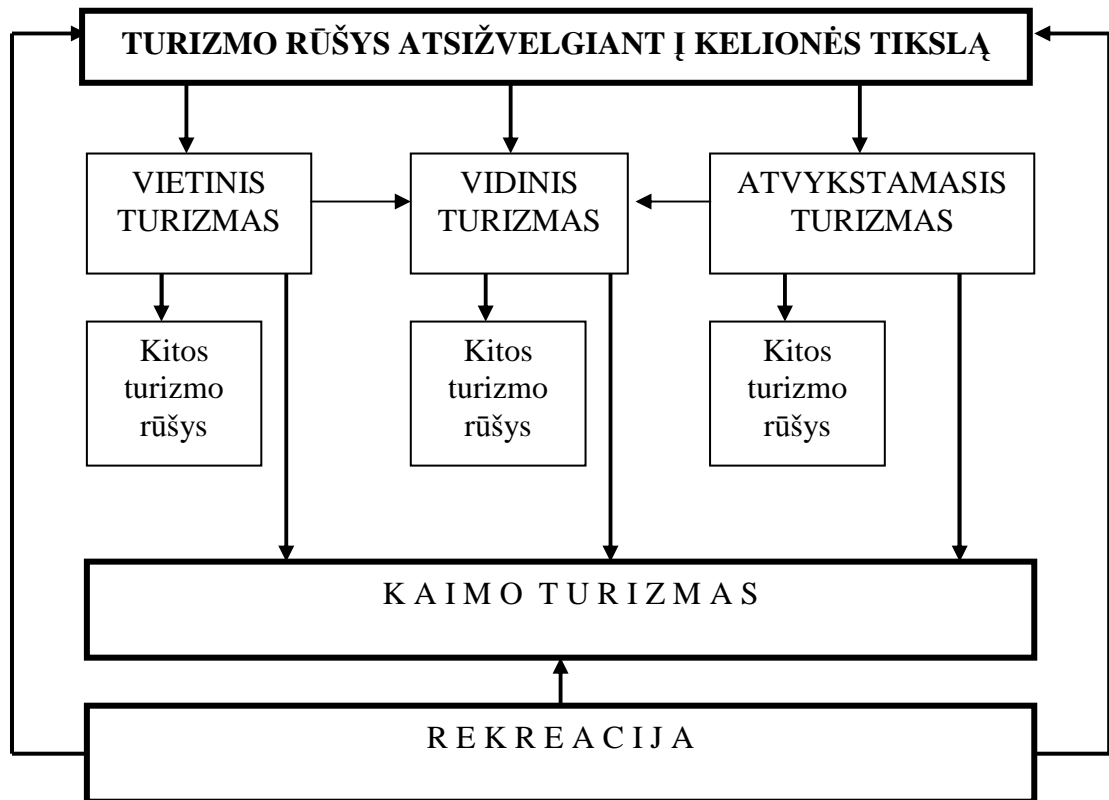 TURIZMO RŪŠYS ATSIŽVELGIANT Į KELIONĖS TIKSLĄ
VIETINIS
TURIZMAS
VIDINIS
TURIZMAS
ATVYKSTAMASIS
TURIZMAS
Kitos
turizmo
rūšys
Kitos
turizmo
rūšys
Kitos
turizmo
rūšys
K A I M O T U R I Z M A S
R E K R E A C I J A